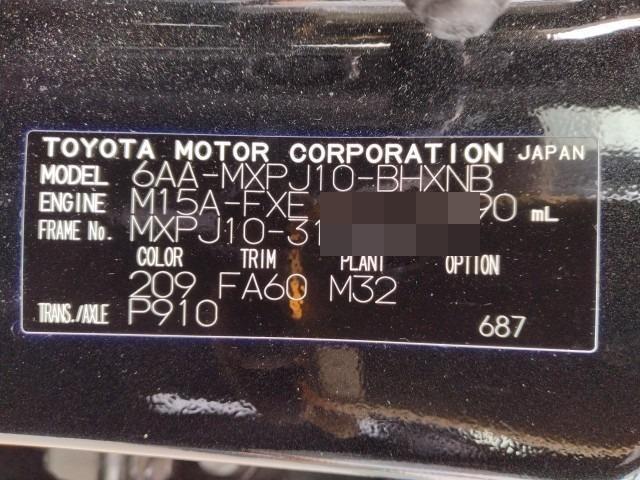 TOYOTA MOTOR CORPORATION JAPAN
MODEL 6AA-MXPJ10-BHXNB
ENGINE M15A-FXE 90 mL
FRAME No. MXPJ10-31
COLOR TRIM PLANT OPTION
209 FA60 M32
TRANS./AXLE P910 687